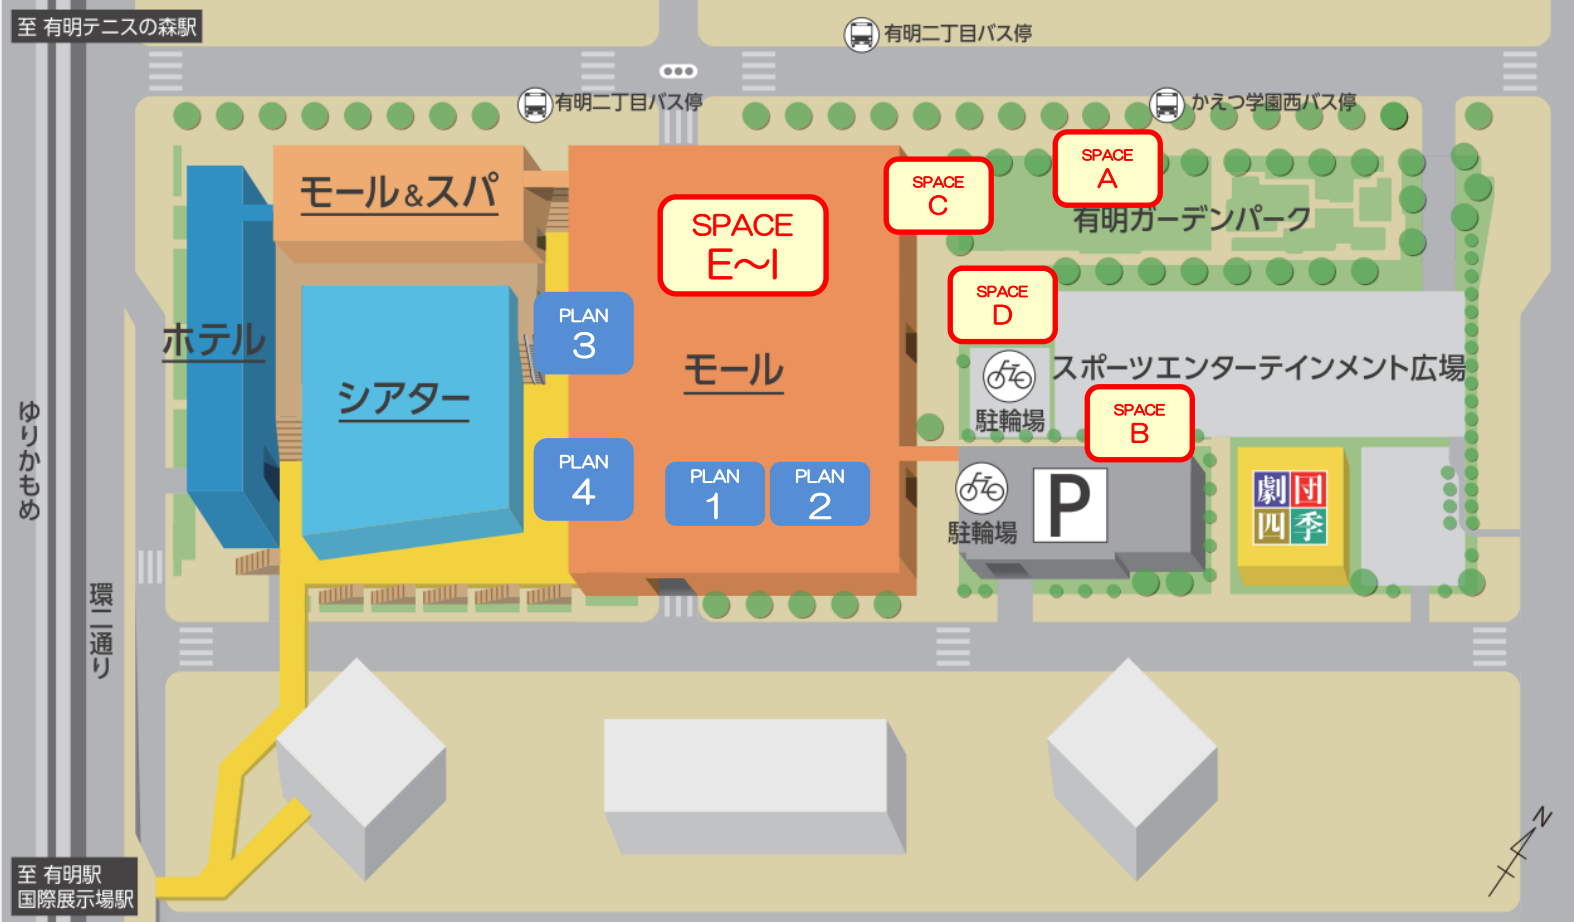 至 有明テニスの森駅
有明二丁目バス停
有明二丁目バス停
かえつ学園西バス停
SPACE
A
SPACE
C
モール&スパ
有明ガーデンパーク
SPACE
E～I
SPACE
D
PLAN
3
ホテル
モール
スポーツエンターテインメント広場
シアター
駐輪場
SPACE
B
PLAN
4
PLAN
1
PLAN
2
P
駐輪場
劇団
四季
ゆりかもめ
環二通り
N
至 有明駅
国際展示場駅